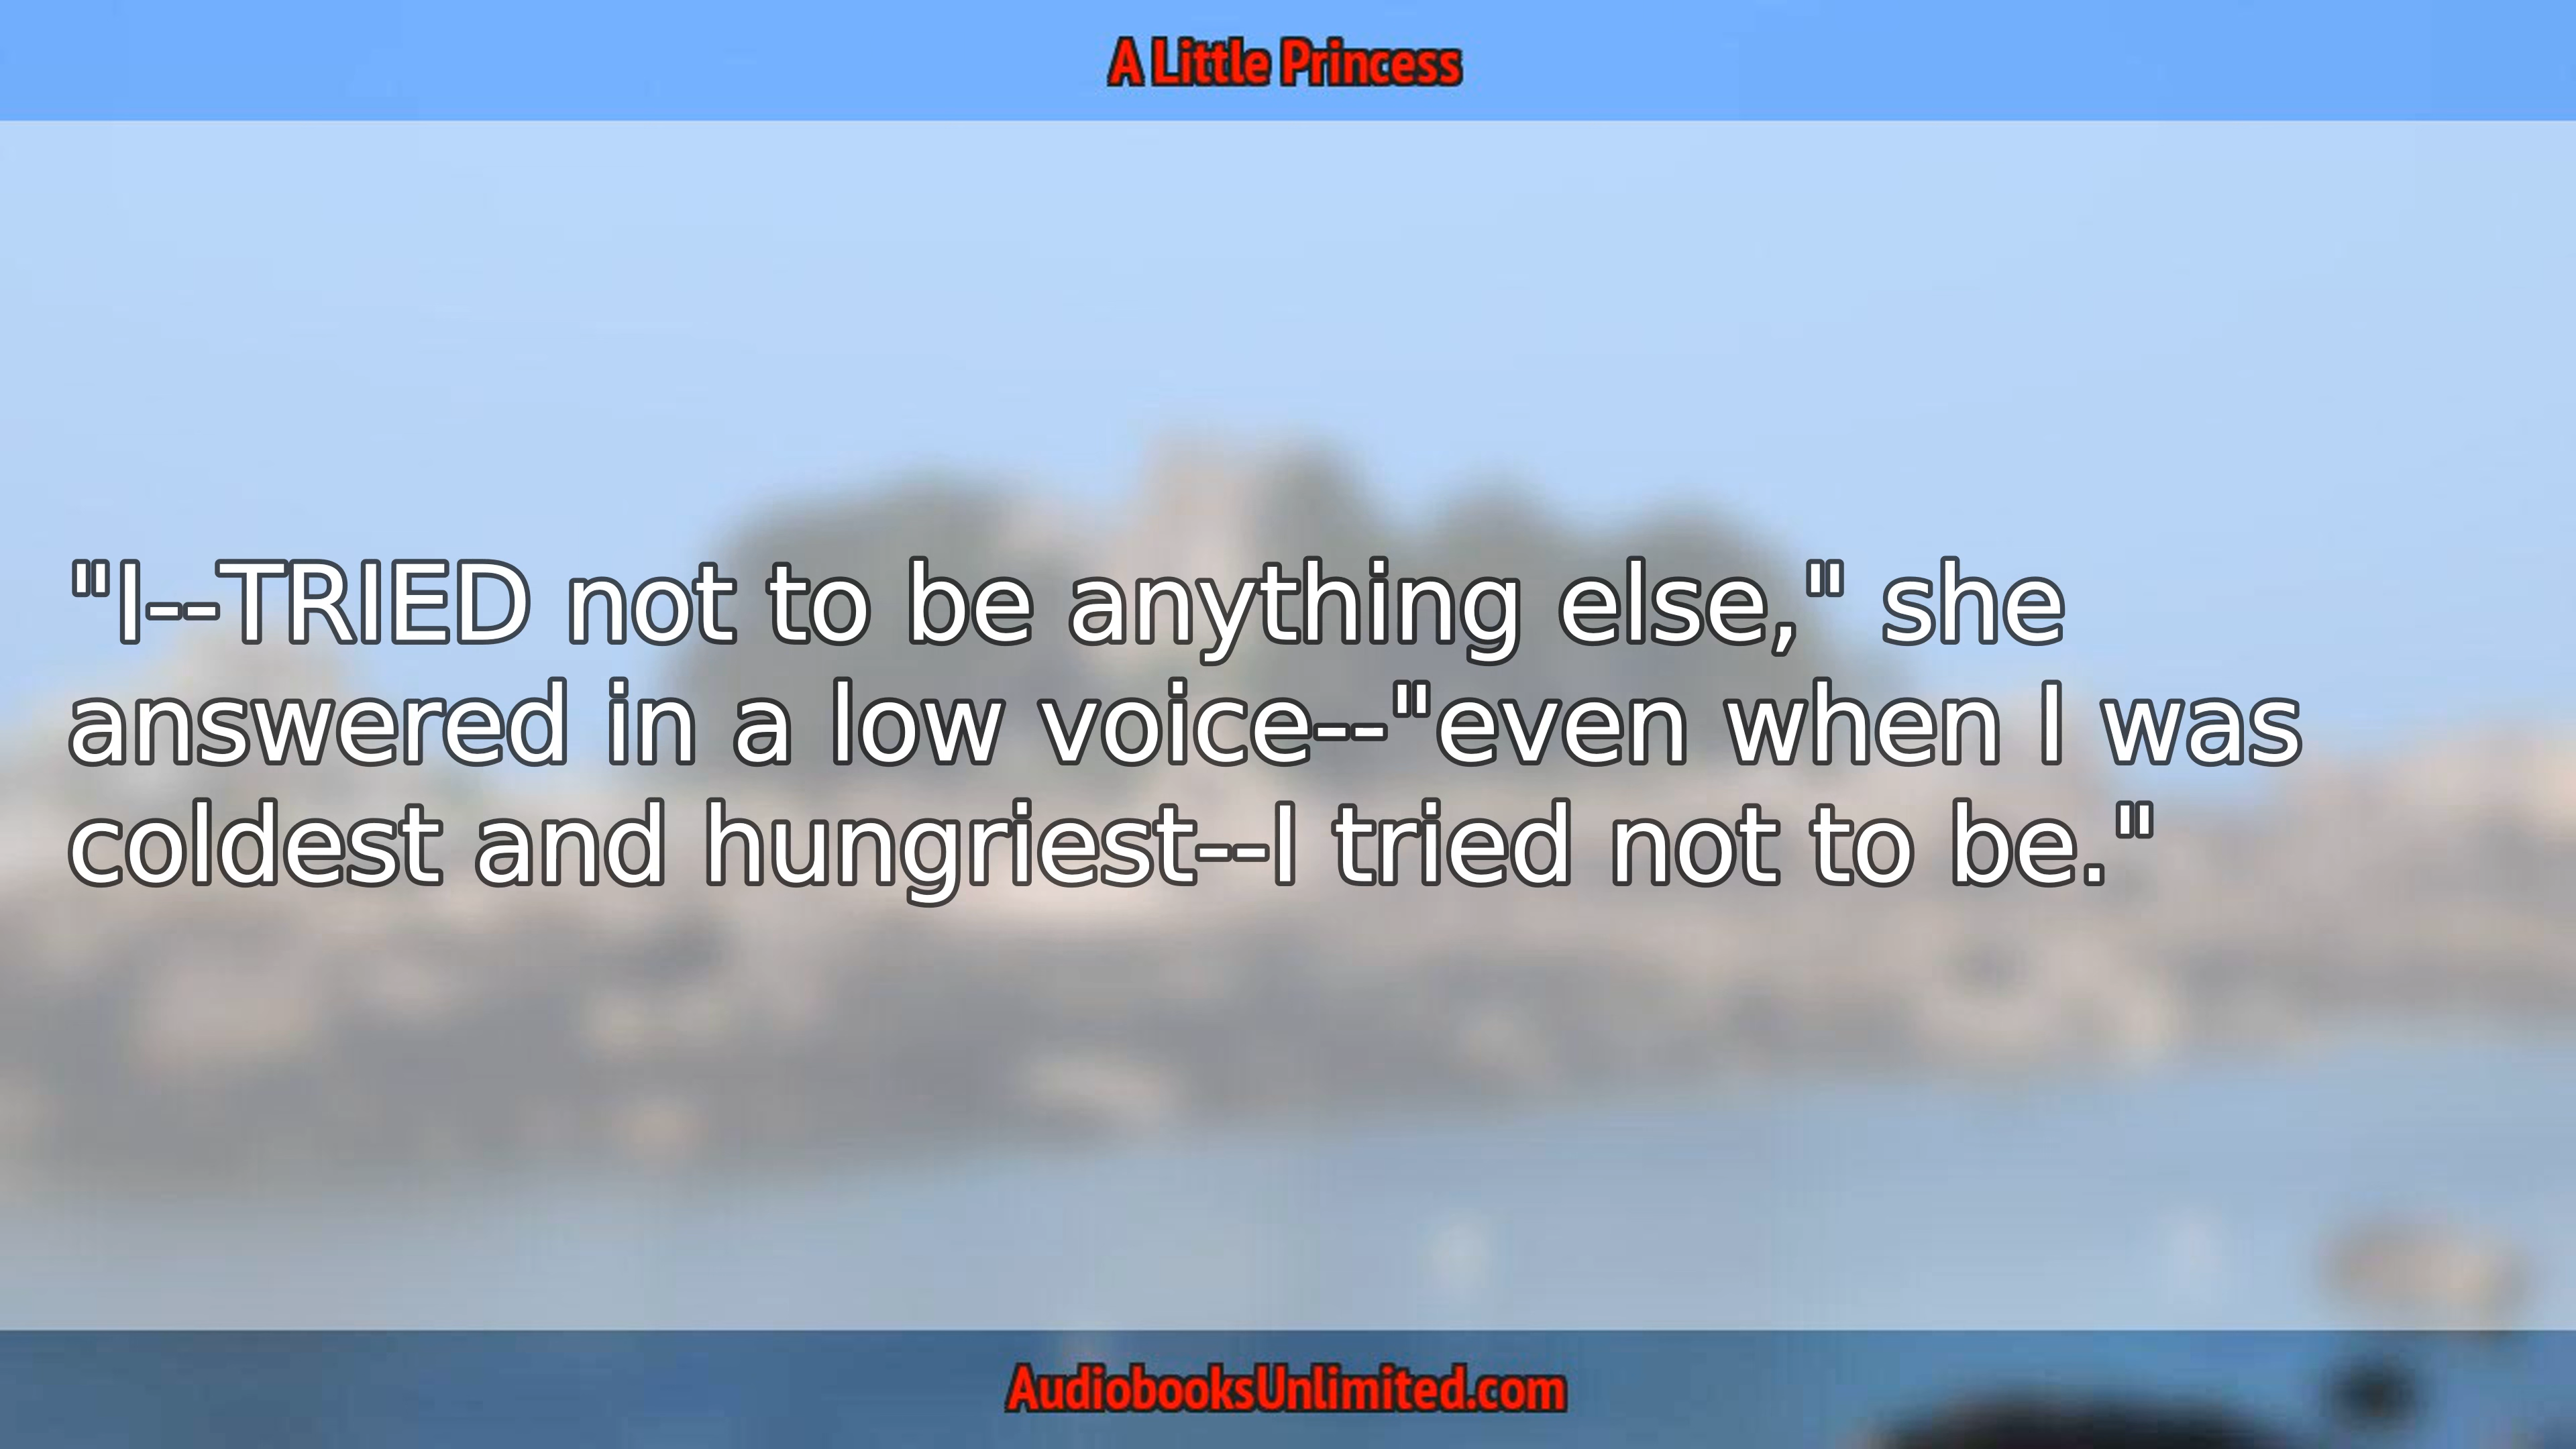 A Little Princess
"I--TRIED not to be anything else," she
answered in a low voice--"even when I was
coldest and hungriest--I tried not to be."
AudiobooksUnlimited.com